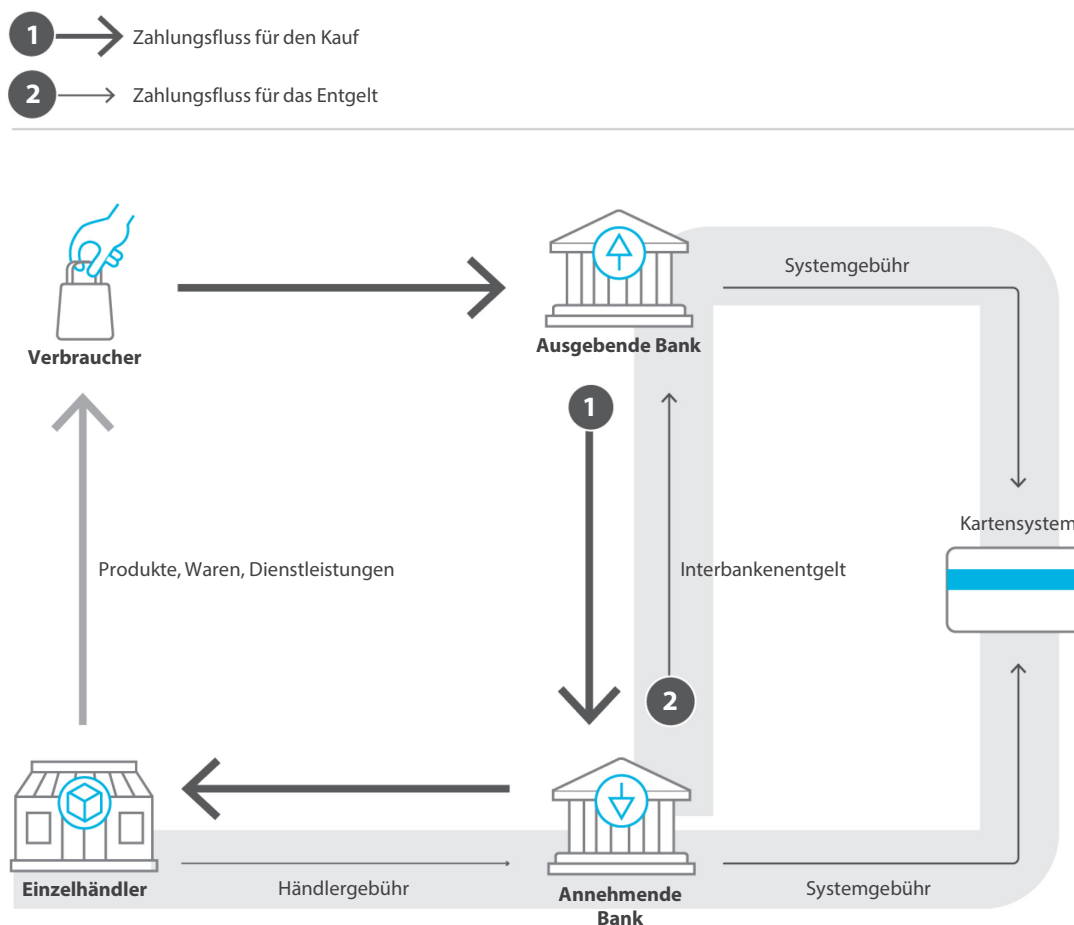 1 Zahlungsfluss für den Kauf
2 Zahlungsfluss für das Entgelt
Systemgebühr
Verbraucher
Ausgebende Bank
1
Kartensystem
Produkte, Waren, Dienstleistungen
Interbankenentgelt
2
Einzelhändler
Händlergebühr
Annehmende
Bank
Systemgebühr